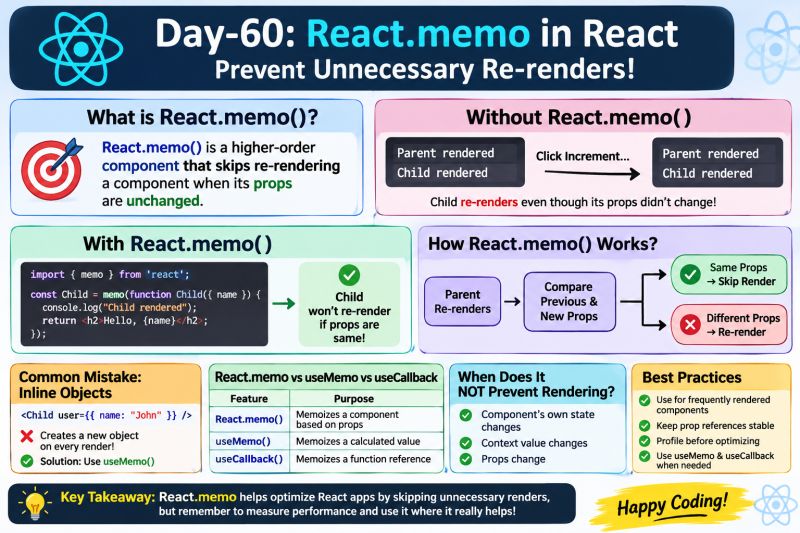 Day-60: React.memo in React
Prevent Unnecessary Re-renders!
What is React.memo()?
React.memo() is a higher-order
component that skips re-rendering
a component when its props
are unchanged.
Without React.memo()
Parent rendered
Child rendered
Click Increment...
Parent rendered
Child rendered
Child re-renders even though its props didn't change!
With React.memo()
import { memo } from 'react';
const Child = memo(function Child({ name }) {
console.log("Child rendered");
return <h2>Hello, {name}</h2>;
});
Child
won't re-render
if props are
same!
How React.memo() Works?
Parent
Re-renders
Compare
Previous &
New Props
Same Props
→ Skip Render
Different Props
→ Re-render
Common Mistake:
Inline Objects
<Child user={{ name: "John" }} />
Creates a new object
on every render!
Solution: Use useMemo()
React.memo vs useMemo vs useCallback
Feature Purpose
React.memo() Memoizes a component
based on props
useMemo() Memoizes a calculated value
useCallback() Memoizes a function reference
When Does It
NOT Prevent Rendering?
Component's own state
changes
Context value changes
Props change
Best Practices
Use for frequently rendered
components
Keep prop references stable
Profile before optimizing
Use useMemo & useCallback
when needed
Key Takeaway: React.memo helps optimize React apps by skipping unnecessary renders,
but remember to measure performance and use it where it really helps!
Happy Coding!